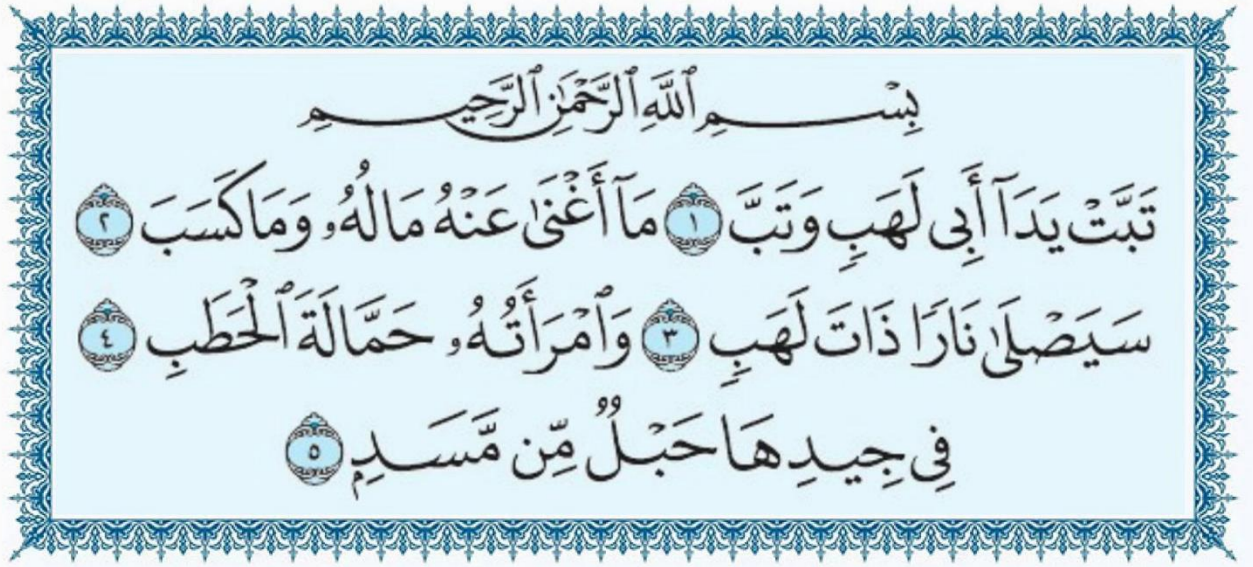 بِسْمِ ٱللَّهِ ٱلرَّحْمَٰنِ ٱلرَّحِيمِ
تَبَّتْ يَدَآ أَبِى لَهَبٍ وَتَبَّ ١ مَآ أَغْنَىٰ عَنْهُ مَالُهُۥ وَمَا كَسَبَ ٢
سَيَصْلَىٰ نَارًا ذَاتَ لَهَبٍ ٣ وَٱمْرَأَتُهُۥ حَمَّالَةَ ٱلْحَطَبِ ٤
فِى جِيدِهَا حَبْلٌ مِّن مَّسَدٍۭ ٥